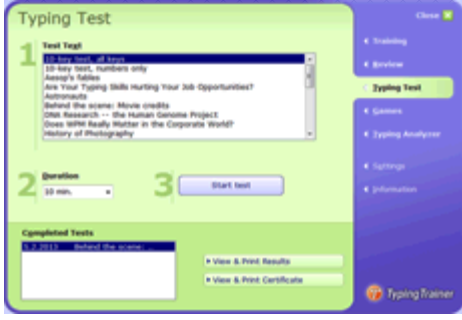 Typing Test
Close
1
Test Text
10-key test, all keys
10-key test, numbers only
Aesop's fables
Are Your Typing Skills Hurting Your Job Opportunities?
Astronauts
Behind the scene: Movie credits
DNA Research -- the Human Genome Project
Does WPM Really Matter in the Corporate World?
History of Photography
2
Duration
10 min.
3
Start test
Completed Tests
5.2.2013 Behind the scene: ...
View & Print Results
View & Print Certificate
Training
Review
Typing Test
Games
Typing Analyzer
Settings
Information
TypingTrainer